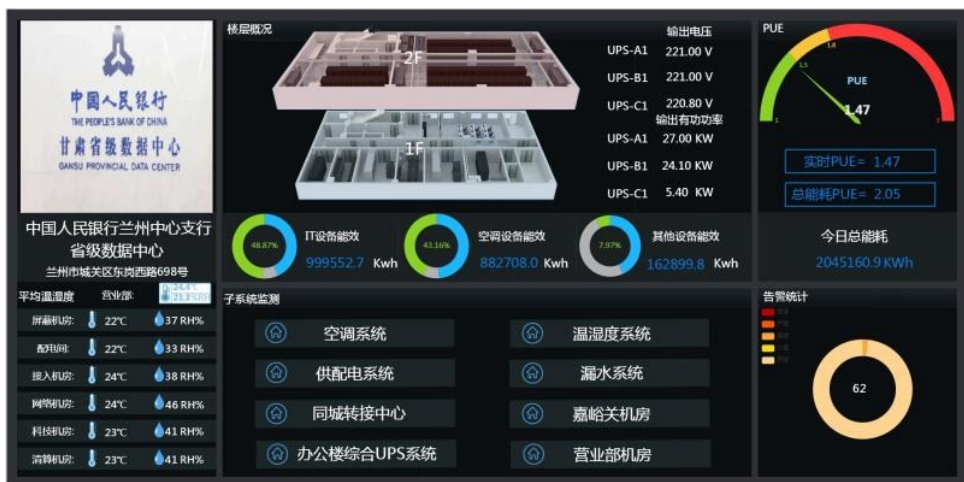 中国人民银行
THE PEOPLE'S BANK OF CHINA
甘肃省级数据中心
GANSU PROVINCIAL DATA CENTER
中国人民银行兰州中心支行
省级数据中心
兰州市城关区东岗西路698号
平均温湿度 营业部: 24.4℃
23.3%RH
屏蔽机房: 22℃ 37 RH%
配电间: 22℃ 33 RH%
接入机房: 24℃ 38 RH%
网络机房: 24℃ 46 RH%
科技机房: 23℃ 41 RH%
清算机房: 23℃ 41 RH%
楼层概况
2F
1F
输出电压
UPS-A1 221.00 V
UPS-B1 221.00 V
UPS-C1 220.80 V
输出有功功率
UPS-A1 27.00 KW
UPS-B1 24.10 KW
UPS-C1 5.40 KW
48.87% IT设备能效
999552.7 Kwh
43.16% 空调设备能效
882708.0 Kwh
7.97% 其他设备能效
162899.8 Kwh
子系统监测
空调系统 温湿度系统
供配电系统 漏水系统
同城转接中心 嘉峪关机房
办公楼综合UPS系统 营业部机房
PUE
1 1.5 1.8 3
PUE
1.47
实时PUE= 1.47
总能耗PUE= 2.05
今日总能耗
2045160.9 KWh
告警统计
62